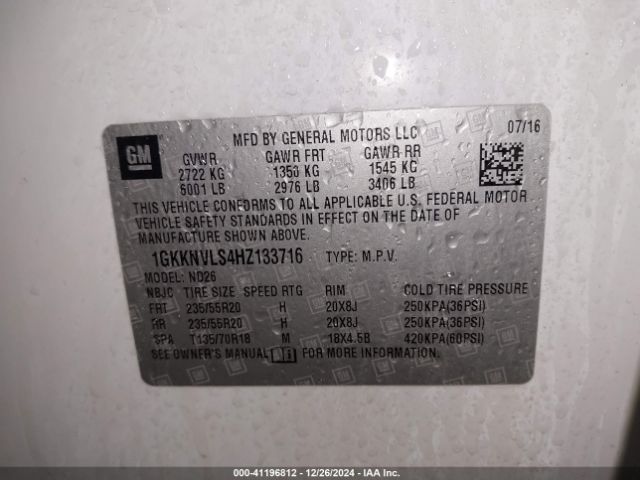 GM
MFD BY GENERAL MOTORS LLC
07/16
GVWR GAWR FRT GAWR RR
2722 KG 1350 KG 1545 KG
6001 LB 2976 LB 3406 LB
THIS VEHICLE CONFORMS TO ALL APPLICABLE U.S. FEDERAL MOTOR
VEHICLE SAFETY STANDARDS IN EFFECT ON THE DATE OF
MANUFACTURE SHOWN ABOVE.
1GKKNVLS4HZ133716 TYPE: M.P.V.
MODEL: ND26
NBJC TIRE SIZE SPEED RTG RIM COLD TIRE PRESSURE
FRT 235/55R20 H 20X8J 250KPA(36PSI)
RR 235/55R20 H 20X8J 250KPA(36PSI)
SPA T135/70R18 M 18X4.5B 420KPA(60PSI)
SEE OWNER'S MANUAL FOR MORE INFORMATION.
000-41196812 - 12/26/2024 - IAA Inc.